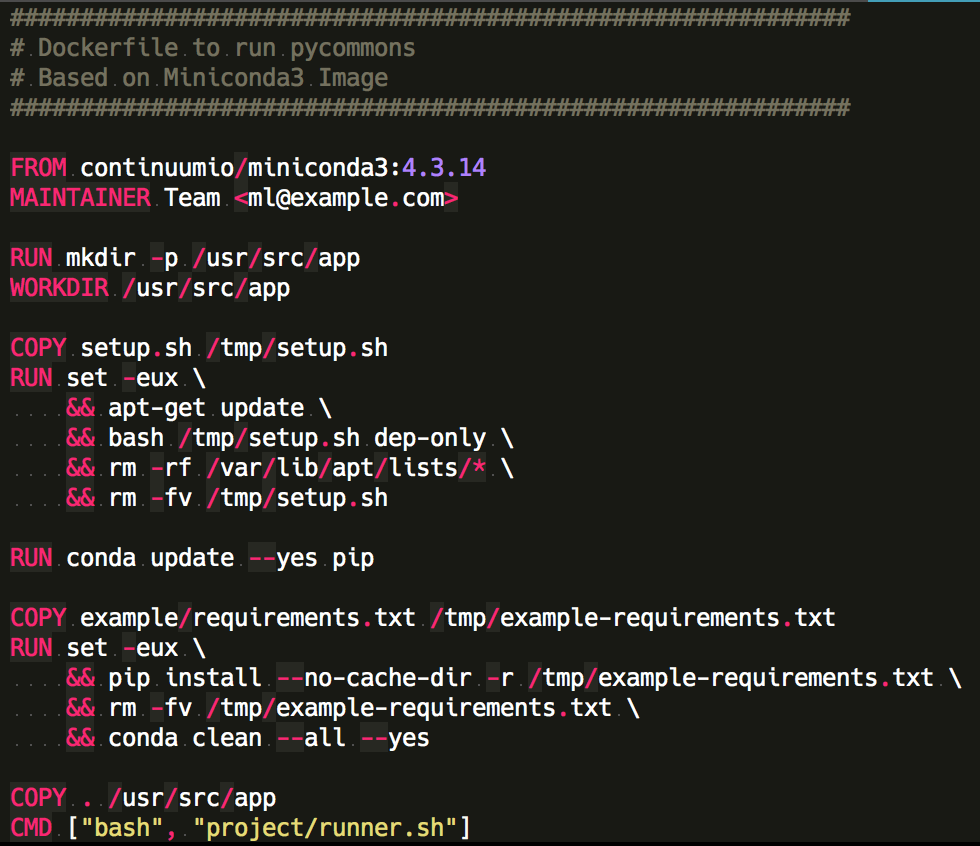 ############################################################
# Dockerfile to run pycommons
# Based on Miniconda3 Image
############################################################
FROM continuumio/miniconda3:4.3.14
MAINTAINER Team <ml@example.com>
RUN mkdir -p /usr/src/app
WORKDIR /usr/src/app
COPY setup.sh /tmp/setup.sh
RUN set -eux \
    && apt-get update \
    && bash /tmp/setup.sh dep-only \
    && rm -rf /var/lib/apt/lists/* \
    && rm -fv /tmp/setup.sh
RUN conda update --yes pip
COPY example/requirements.txt /tmp/example-requirements.txt
RUN set -eux \
    && pip install --no-cache-dir -r /tmp/example-requirements.txt \
    && rm -fv /tmp/example-requirements.txt \
    && conda clean --all --yes
COPY . /usr/src/app
CMD ["bash", "project/runner.sh"]